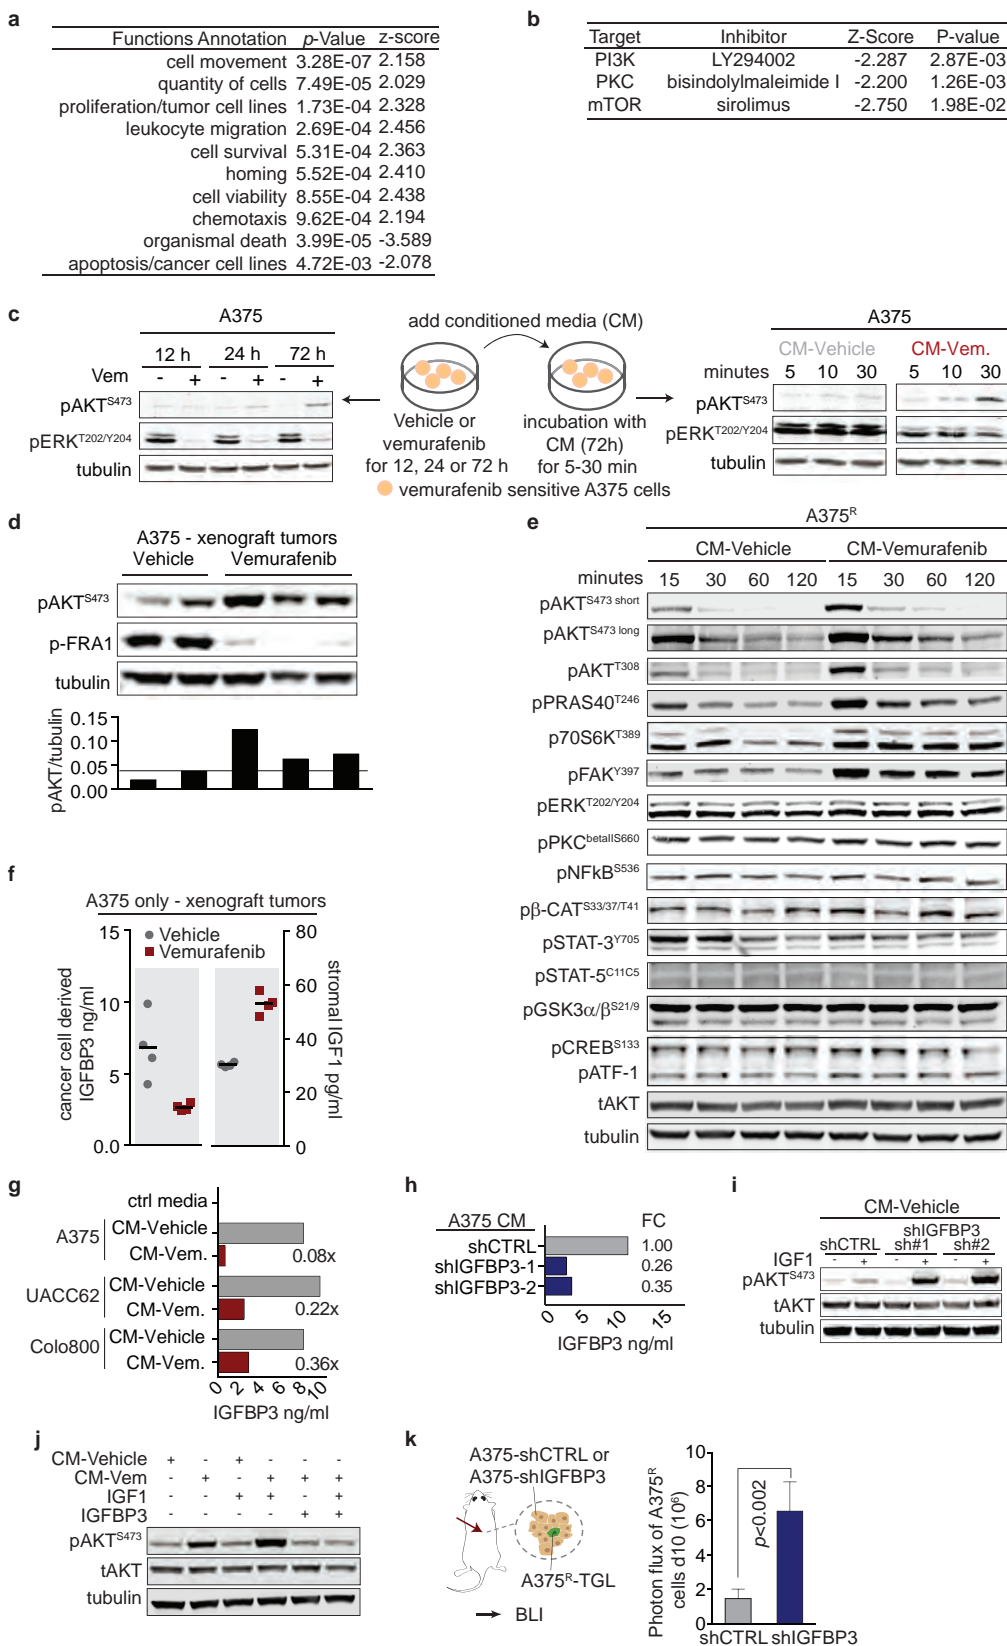 a
Functions Annotation p-Value z-score
cell movement 3.28E-07 2.158
quantity of cells 7.49E-05 2.029
proliferation/tumor cell lines 1.73E-04 2.328
leukocyte migration 2.69E-04 2.456
cell survival 5.31E-04 2.363
homing 5.52E-04 2.410
cell viability 8.55E-04 2.438
chemotaxis 9.62E-04 2.194
organismal death 3.99E-05 -3.589
apoptosis/cancer cell lines 4.72E-03 -2.078
b
Target Inhibitor Z-Score P-value
PI3K LY294002 -2.287 2.87E-03
PKC bisindolylmaleimide I -2.200 1.26E-03
mTOR sirolimus -2.750 1.98E-02
c
A375
12 h 24 h 72 h
Vem - + - + - +
pAKTS473
pERKT202/Y204
tubulin
add conditioned media (CM)
Vehicle or
vemurafenib
for 12, 24 or 72 h
incubation with
CM (72h)
for 5-30 min
vemurafenib sensitive A375 cells
A375
CM-Vehicle CM-Vem.
minutes 5 10 30 5 10 30
pAKTS473
pERKT202/Y204
tubulin
d
A375 - xenograft tumors
Vehicle Vemurafenib
pAKTS473
p-FRA1
tubulin
pAKT/tubulin
0.15
0.10
0.05
0.00
e
A375R
CM-Vehicle CM-Vemurafenib
minutes 15 30 60 120 15 30 60 120
pAKTS473 short
pAKTS473 long
pAKTT308
pPRAS40T246
p70S6KT389
pFAKY397
pERKT202/Y204
pPKCbetaIIS660
pNFkBS536
pβ-CATS33/37/T41
pSTAT-3Y705
pSTAT-5C11C5
pGSK3α/βS21/9
pCREBS133
pATF-1
tAKT
tubulin
f
A375 only - xenograft tumors
Vehicle
Vemurafenib
cancer cell derived
IGFBP3 ng/ml
15
10
5
0.0
80
60
40
20
0
stromal IGF1
pg/ml
g
ctrl media
A375 CM-Vehicle
CM-Vem. 0.08x
UACC62 CM-Vehicle
CM-Vem. 0.22x
Colo800 CM-Vehicle
CM-Vem. 0.36x
0 2 4 6 8 10
IGFBP3 ng/ml
h
A375 CM FC
shCTRL 1.00
shIGFBP3-1 0.26
shIGFBP3-2 0.35
0 5 10 15
IGFBP3 ng/ml
i
CM-Vehicle
shIGFBP3
shCTRL sh#1 sh#2
IGF1 - + - + - +
pAKTS473
tAKT
tubulin
j
CM-Vehicle + - + - - -
CM-Vem - + - + + +
IGF1 - - + + - +
IGFBP3 - - - - + +
pAKTS473
tAKT
tubulin
k
A375-shCTRL or
A375-shIGFBP3
A375R-TGL
BLI
Photon flux of A375R
cells d10 (106)
10
8
6
4
2
0
p<0.002
shCTRL shIGFBP3